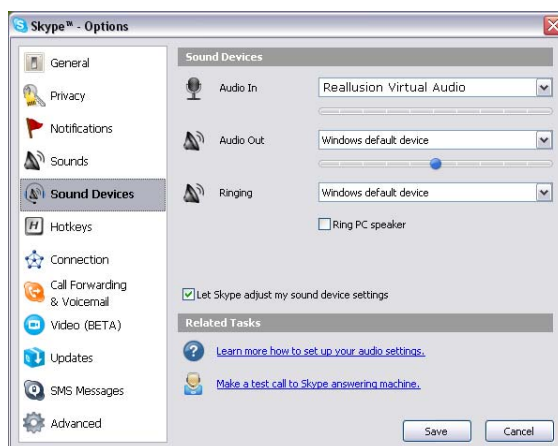 Skype™ - Options
General
Privacy
Notifications
Sounds
Sound Devices
H Hotkeys
Connection
Call Forwarding
& Voicemail
Video (BETA)
Updates
SMS Messages
Advanced
Sound Devices
Audio In
Reallusion Virtual Audio
Audio Out
Windows default device
Ringing
Windows default device
Ring PC speaker
Let Skype adjust my sound device settings
Related Tasks
Learn more how to set up your audio settings.
Make a test call to Skype answering machine.
Save
Cancel